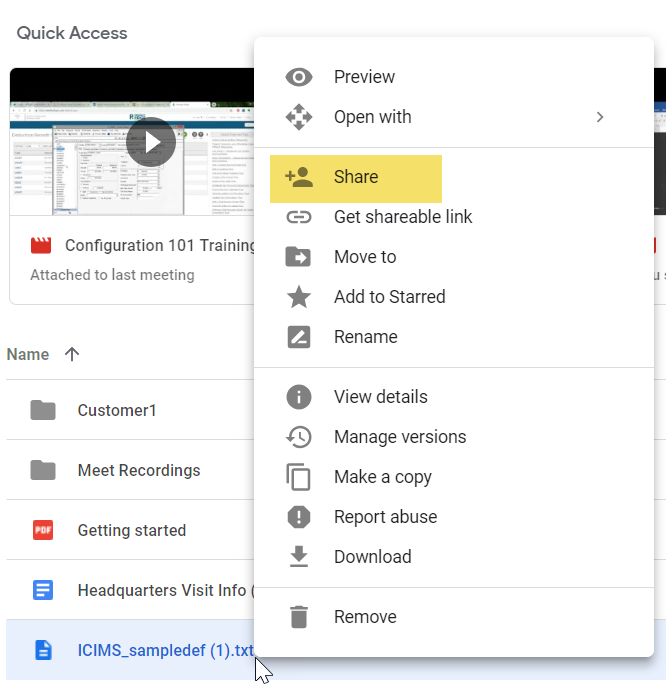 Quick Access
Preview
Open with
Share
Get shareable link
Move to
Add to Starred
Rename
View details
Manage versions
Make a copy
Report abuse
Download
Remove
Configuration 101 Training
Attached to last meeting
Name
Customer1
Meet Recordings
PDF
Getting started
Headquarters Visit Info (
ICIMS_sampledef (1).txt